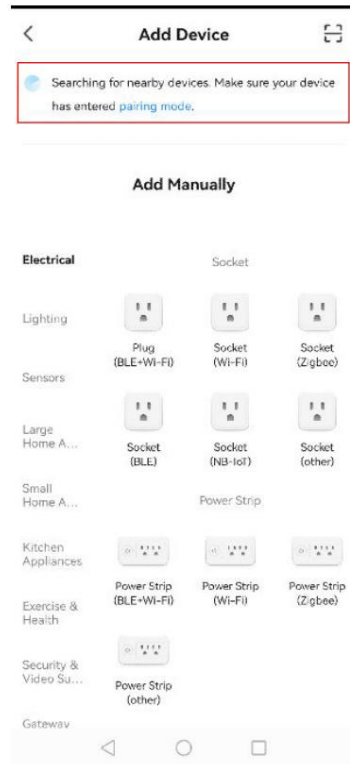 Add Device
Searching for nearby devices. Make sure your device
has entered pairing mode.
Add Manually
Electrical
Socket
Lighting
Plug
(BLE+Wi-Fi)
Socket
(Wi-Fi)
Socket
(Zigbee)
Sensors
Large
Home A...
Socket
(BLE)
Socket
(NB-IoT)
Socket
(other)
Small
Home A...
Power Strip
Kitchen
Appliances
Power Strip
(BLE+Wi-Fi)
Power Strip
(Wi-Fi)
Power Strip
(Zigbee)
Exercise &
Health
Security &
Video Su...
Power Strip
(other)
Gateway